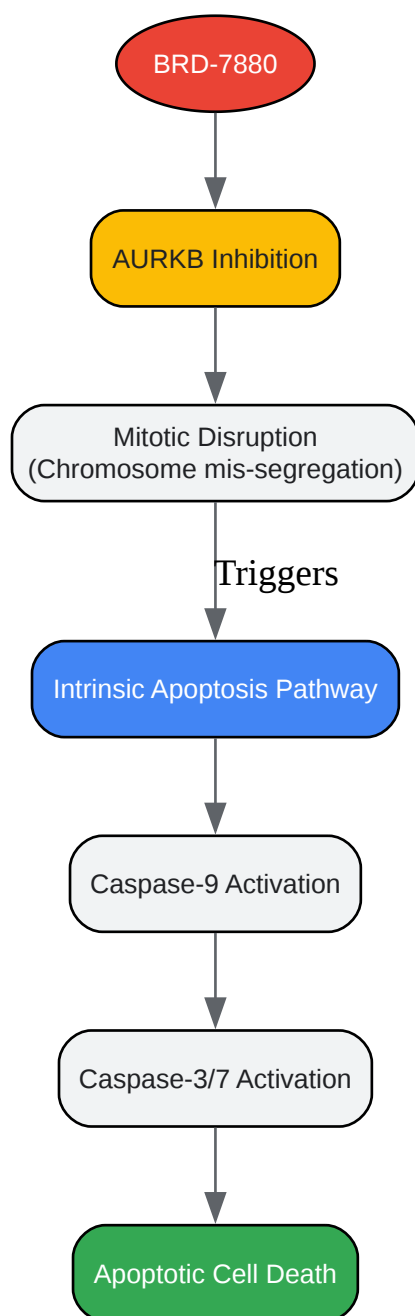 BRD-7880
AURKB Inhibition
Mitotic Disruption
(Chromosome mis-segregation)
Triggers
Intrinsic Apoptosis Pathway
Caspase-9 Activation
Caspase-3/7 Activation
Apoptotic Cell Death